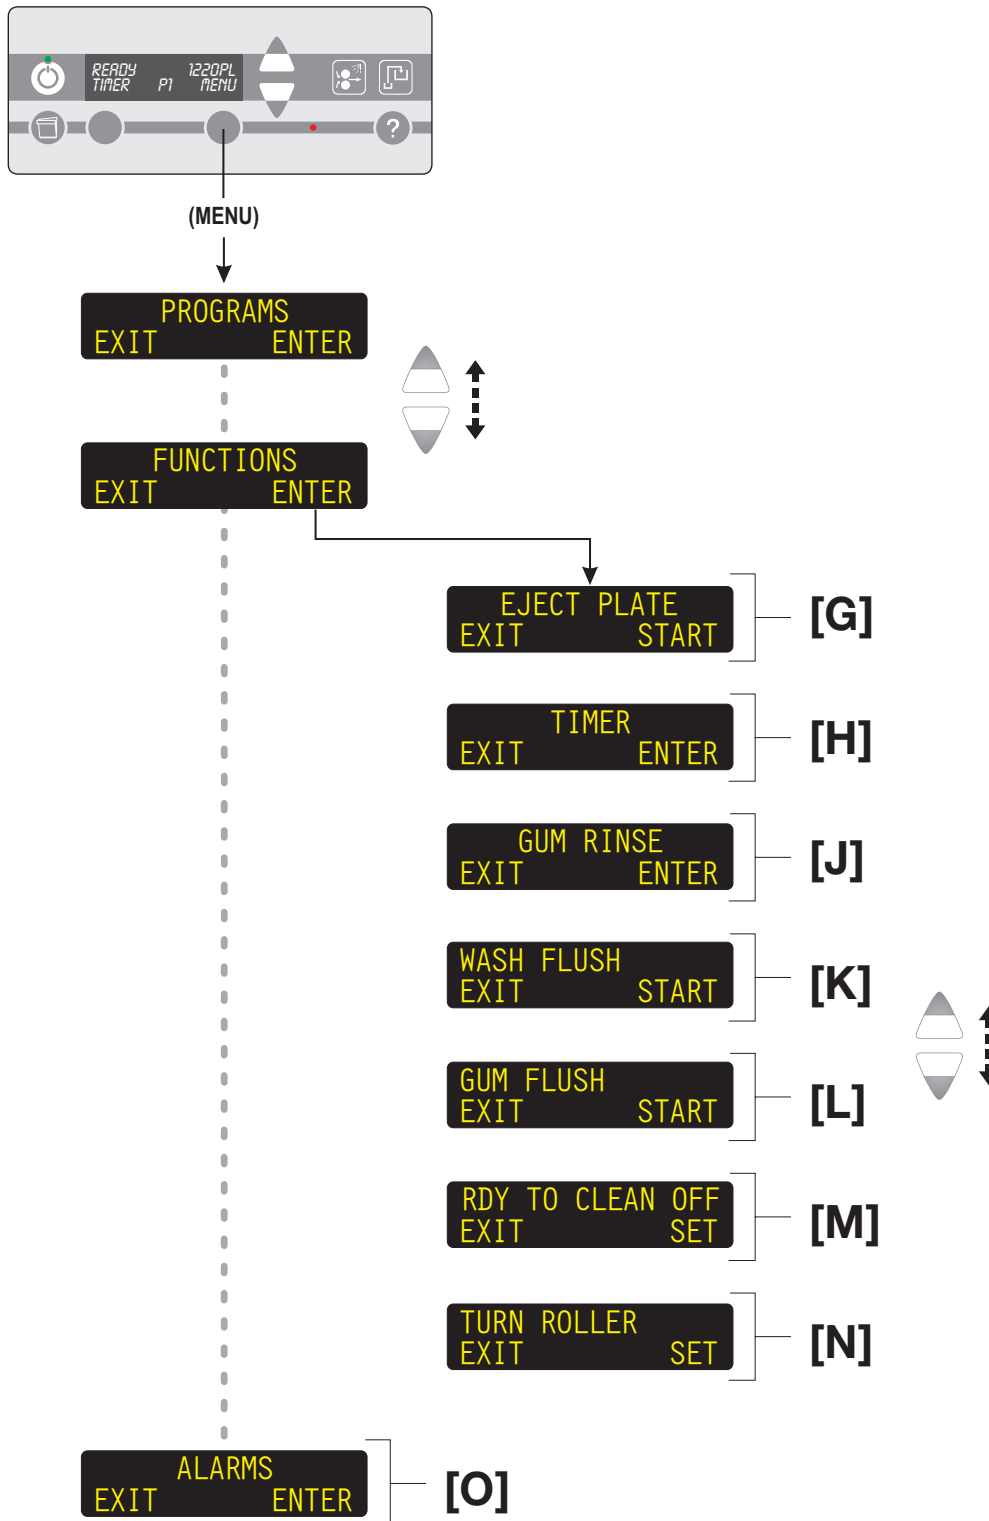 READY 1220PL
TIMER P1 MENU
?
(MENU)
PROGRAMS
EXIT ENTER
FUNCTIONS
EXIT ENTER
EJECT PLATE
EXIT START
[G]
TIMER
EXIT ENTER
[H]
GUM RINSE
EXIT ENTER
[J]
WASH FLUSH
EXIT START
[K]
GUM FLUSH
EXIT START
[L]
RDY TO CLEAN OFF
EXIT SET
[M]
TURN ROLLER
EXIT SET
[N]
ALARMS
EXIT ENTER
[O]